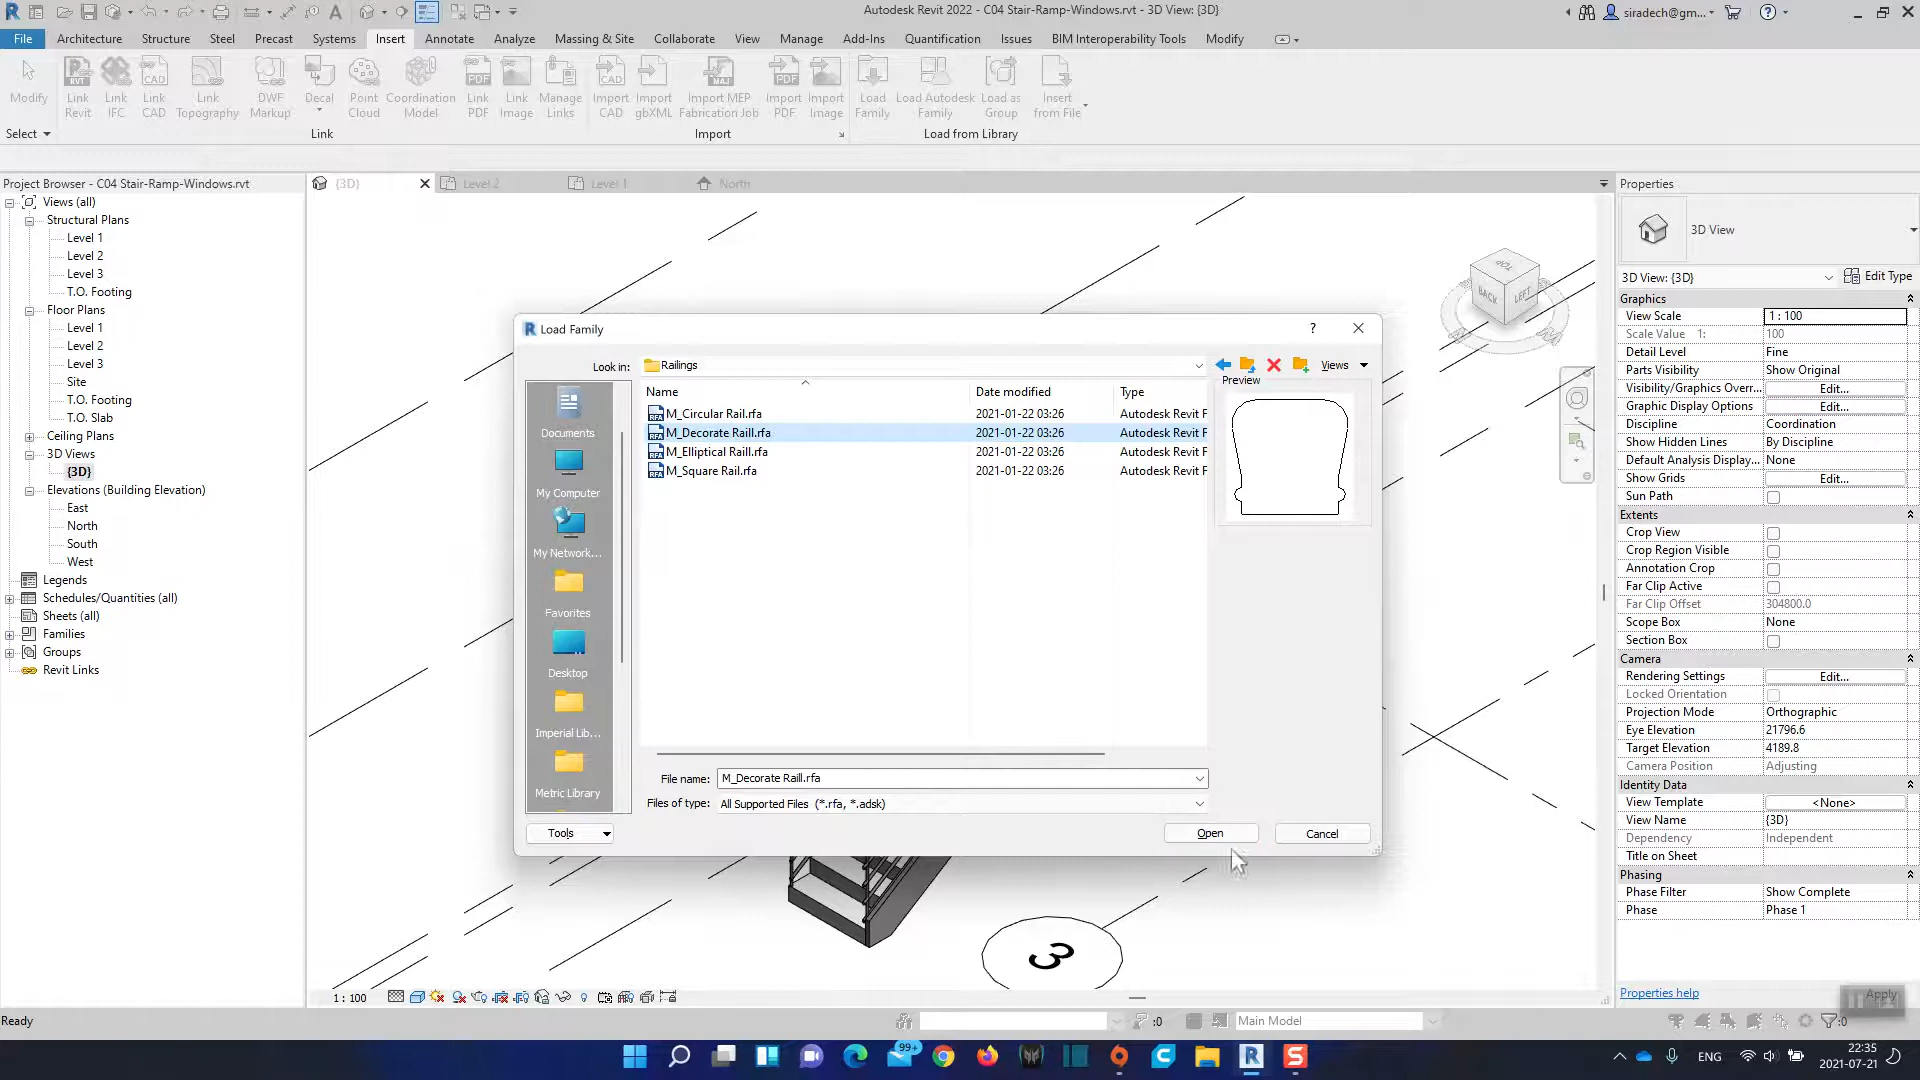 Autodesk Revit 2022 - C04 Stair-Ramp-Windows.rvt - 3D View: {3D}
siradech@gm...
File Architecture Structure Steel Precast Systems Insert Annotate Analyze Massing & Site Collaborate View Manage Add-Ins Quantification Issues BIM Interoperability Tools Modify
Modify
Link Revit
Link IFC
Link CAD
Link Topography
DWF Markup
Decal
Point Cloud
Coordination Model
Link PDF
Link Image
Manage Links
Import CAD
Import gbXML
Import MEP Fabrication Job
Import PDF
Import Image
Load Family
Load Autodesk Family
Load as Group
Insert from File
Select
Link
Import
Load from Library
Project Browser - C04 Stair-Ramp-Windows.rvt
Views (all)
Structural Plans
Level 1
Level 2
Level 3
T.O. Footing
Floor Plans
Level 1
Level 2
Level 3
Site
T.O. Footing
T.O. Slab
Ceiling Plans
3D Views
{3D}
Elevations (Building Elevation)
East
North
South
West
Legends
Schedules/Quantities (all)
Sheets (all)
Families
Groups
Revit Links
{3D}
Level 2
Level 1
North
TOP
BACK
LEFT
Load Family
Look in: Railings
Views
Name Date modified Type
M_Circular Rail.rfa 2021-01-22 03:26 Autodesk Revit F
M_Decorate Raill.rfa 2021-01-22 03:26 Autodesk Revit F
M_Elliptical Raill.rfa 2021-01-22 03:26 Autodesk Revit F
M_Square Rail.rfa 2021-01-22 03:26 Autodesk Revit F
Preview
Documents
My Computer
My Network...
Favorites
Desktop
Imperial Lib...
Metric Library
File name: M_Decorate Raill.rfa
Files of type: All Supported Files (*.rfa, *.adsk)
Tools
Open
Cancel
3
Properties
3D View
3D View: {3D} Edit Type
Graphics
View Scale 1 : 100
Scale Value 1: 100
Detail Level Fine
Parts Visibility Show Original
Visibility/Graphics Overr... Edit...
Graphic Display Options Edit...
Discipline Coordination
Show Hidden Lines By Discipline
Default Analysis Display... None
Show Grids Edit...
Sun Path
Extents
Crop View
Crop Region Visible
Annotation Crop
Far Clip Active
Far Clip Offset 304800.0
Scope Box None
Section Box
Camera
Rendering Settings Edit...
Locked Orientation
Projection Mode Orthographic
Eye Elevation 21796.6
Target Elevation 4189.8
Camera Position Adjusting
Identity Data
View Template <None>
View Name {3D}
Dependency Independent
Title on Sheet
Phasing
Phase Filter Show Complete
Phase Phase 1
Properties help
Apply
1 : 100
Ready
:0
Main Model
:0
99+
ENG
22:35
2021-07-21